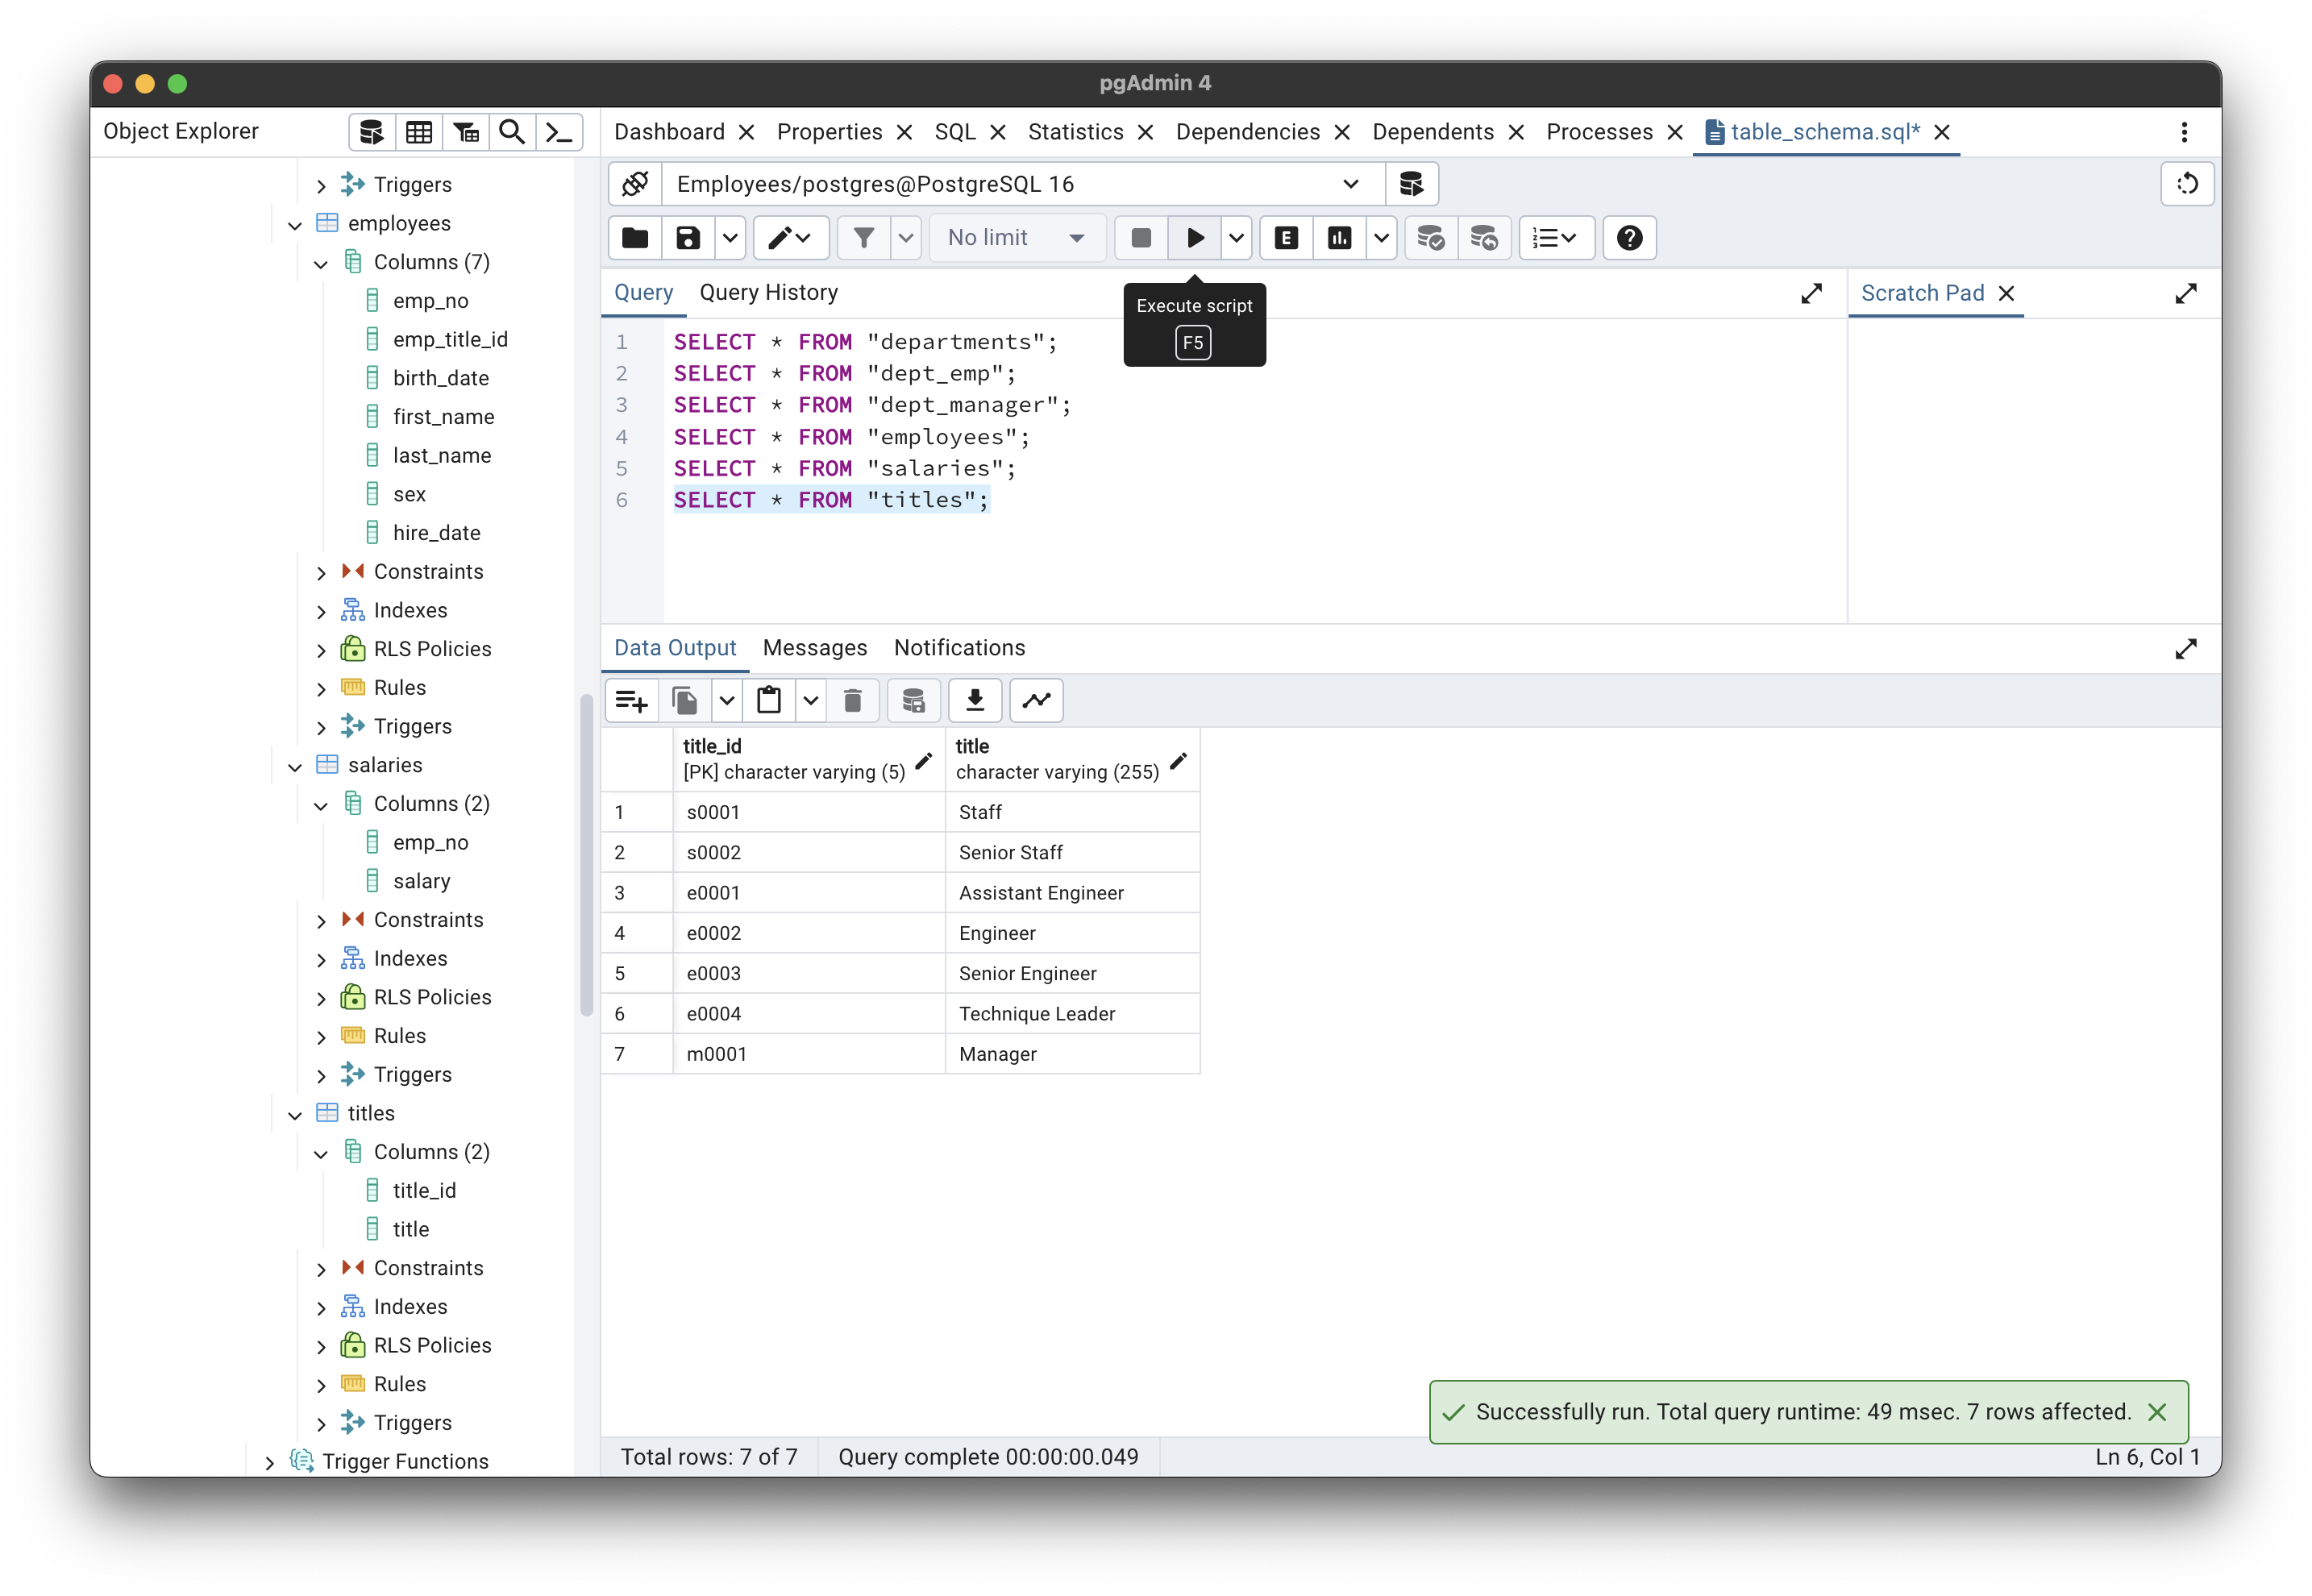 pgAdmin 4
Object Explorer
Triggers
employees
Columns (7)
emp_no
emp_title_id
birth_date
first_name
last_name
sex
hire_date
Constraints
Indexes
RLS Policies
Rules
Triggers
salaries
Columns (2)
emp_no
salary
Constraints
Indexes
RLS Policies
Rules
Triggers
titles
Columns (2)
title_id
title
Constraints
Indexes
RLS Policies
Rules
Triggers
Trigger Functions
Dashboard Properties SQL Statistics Dependencies Dependents Processes table_schema.sql*
Employees/postgres@PostgreSQL 16
No limit E
Query Query History
Execute script
F5
Scratch Pad
1 SELECT * FROM "departments";
2 SELECT * FROM "dept_emp";
3 SELECT * FROM "dept_manager";
4 SELECT * FROM "employees";
5 SELECT * FROM "salaries";
6 SELECT * FROM "titles";
Data Output Messages Notifications
title_id title
[PK] character varying (5) character varying (255)
1 s0001 Staff
2 s0002 Senior Staff
3 e0001 Assistant Engineer
4 e0002 Engineer
5 e0003 Senior Engineer
6 e0004 Technique Leader
7 m0001 Manager
Successfully run. Total query runtime: 49 msec. 7 rows affected.
Total rows: 7 of 7 Query complete 00:00:00.049 Ln 6, Col 1